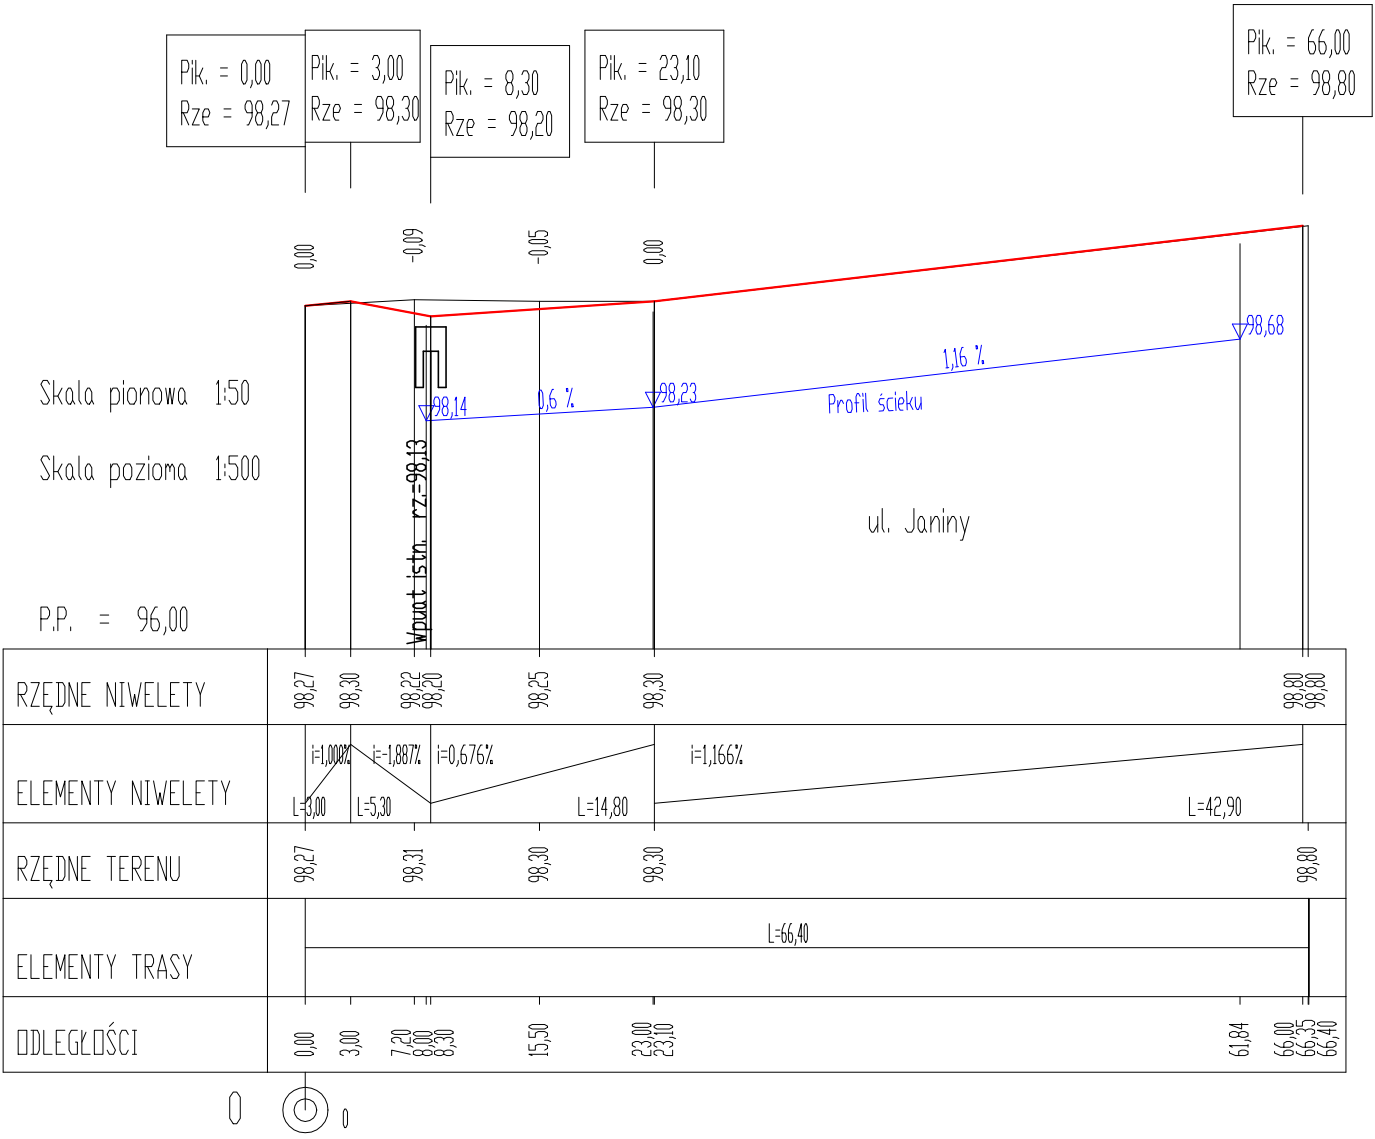 Pik. = 0,00
Rze = 98,27
Pik. = 3,00
Rze = 98,30
Pik. = 8,30
Rze = 98,20
Pik. = 23,10
Rze = 98,30
Pik. = 66,00
Rze = 98,80
0,00
-0,09
-0,05
0,00
98,68
1,16 %
98,23
0,6 %
98,14
Profil ścieku
Skala pionowa 1:50
Skala pozioma 1:500
Wpuat istn. rz.=98,13
ul. Janiny
P.P. = 96,00
RZĘDNE NIWELETY
98,27
98,30
98,22
98,20
98,25
98,30
98,80
98,80
ELEMENTY NIWELETY
i=1,000%
i=-1,887%
i=0,676%
i=1,166%
L=3,00
L=5,30
L=14,80
L=42,90
RZĘDNE TERENU
98,27
98,31
98,30
98,30
98,80
ELEMENTY TRASY
L=66,40
ODLEGŁOŚCI
0,00
3,00
7,20
8,00
8,30
15,50
23,00
23,10
61,84
66,00
66,35
66,40
0
0